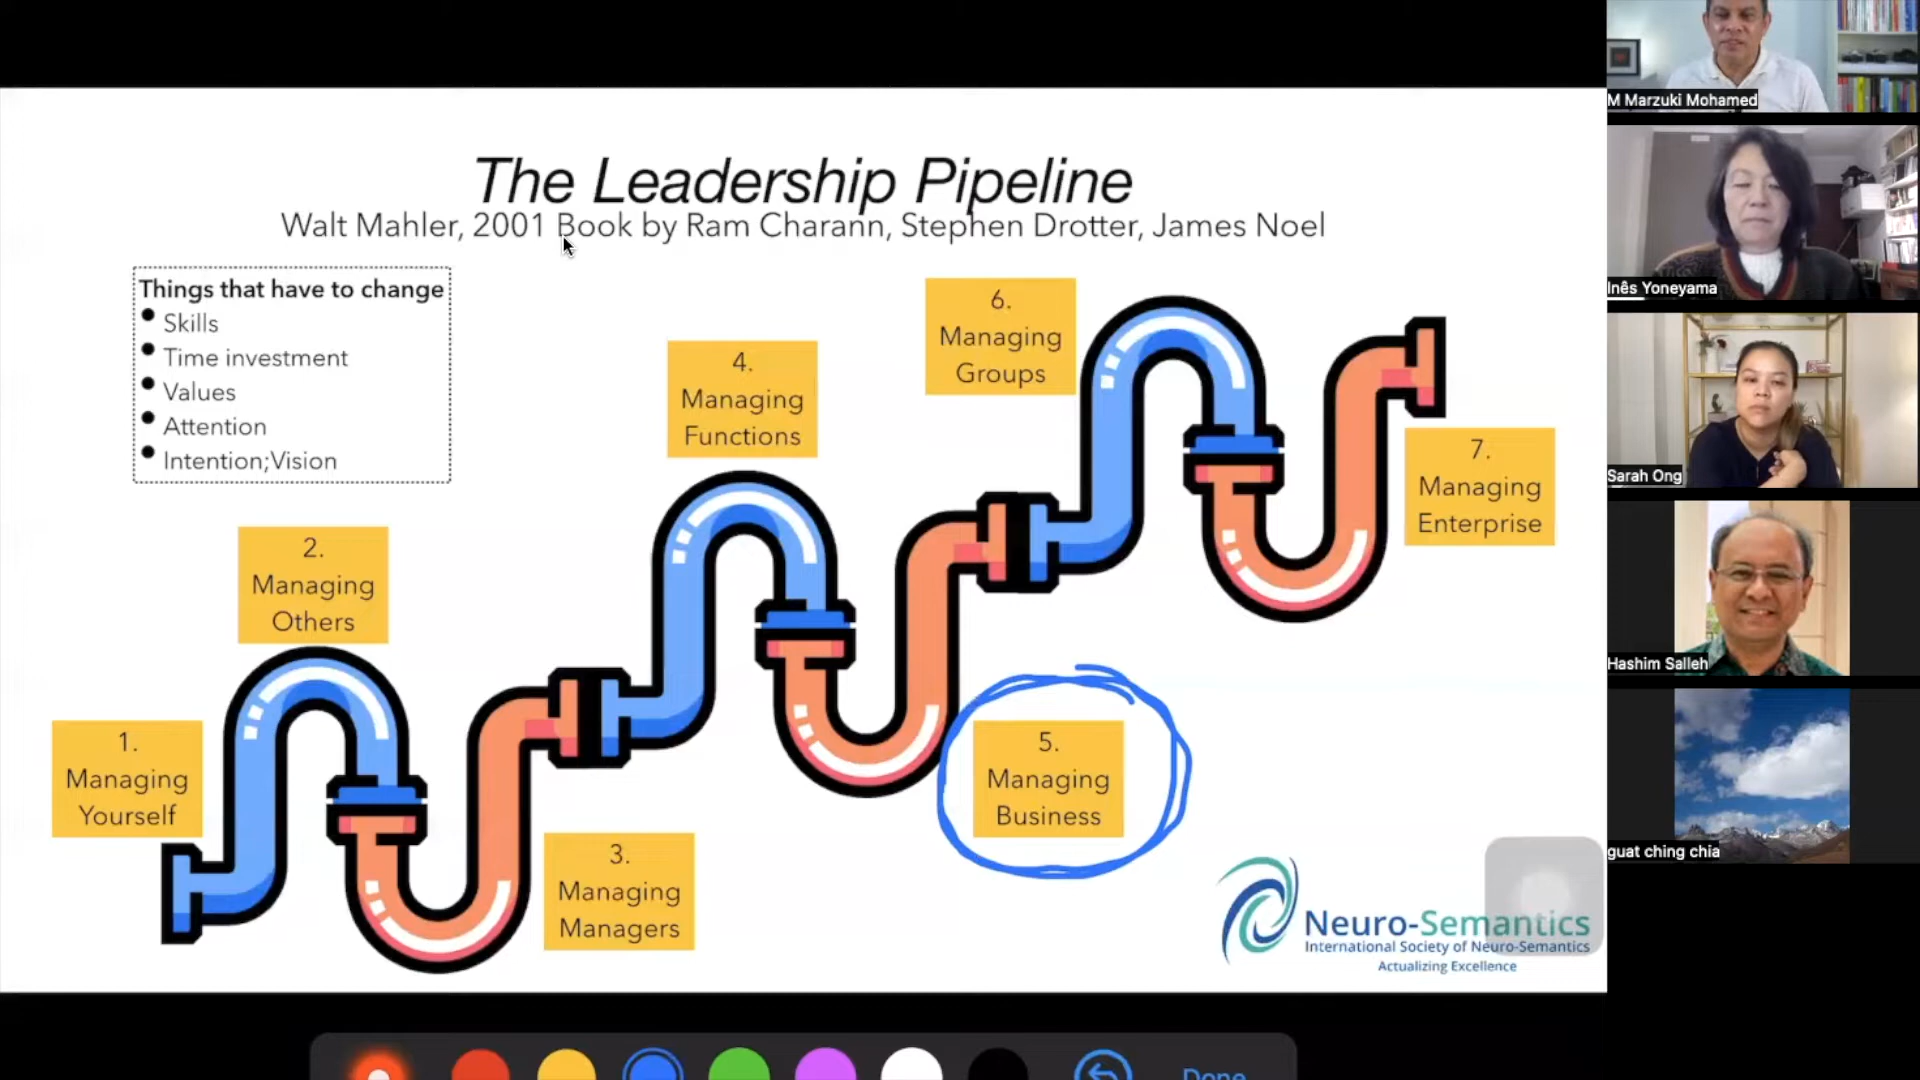 The Leadership Pipeline
Walt Mahler, 2001 Book by Ram Charann, Stephen Drotter, James Noel
Things that have to change
Skills
Time investment
Values
Attention
Intention;Vision
1.
Managing
Yourself
2.
Managing
Others
3.
Managing
Managers
4.
Managing
Functions
5.
Managing
Business
6.
Managing
Groups
7.
Managing
Enterprise
Neuro-Semantics
International Society of Neuro-Semantics
Actualizing Excellence
M Marzuki Mohamed
Inês Yoneyama
Sarah Ong
Hashim Salleh
guat ching chia
Done